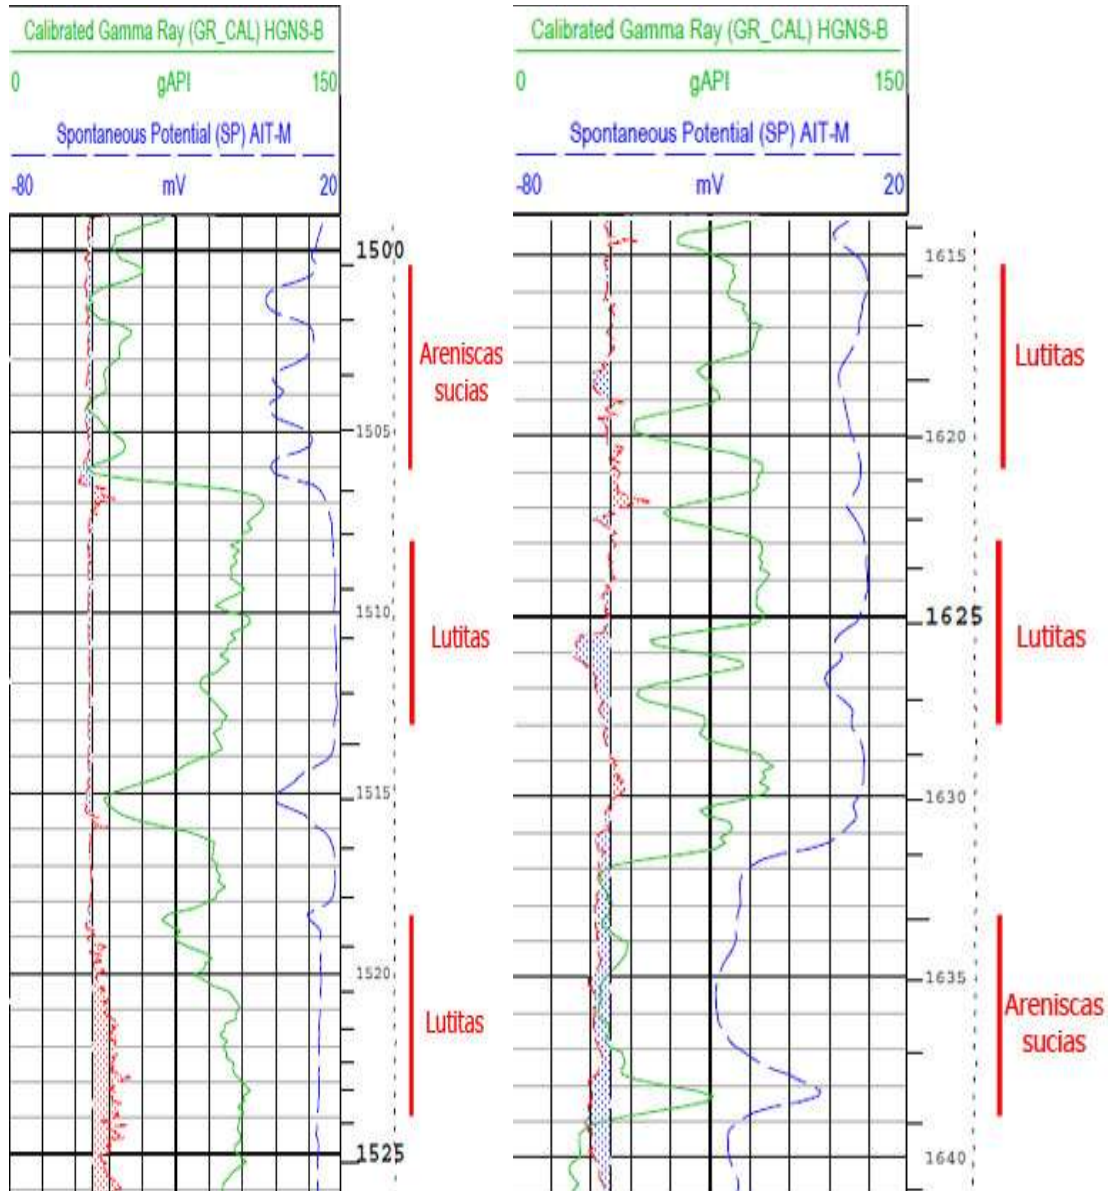 Calibrated Gamma Ray (GR_CAL) HGNS-B
0 gAPI 150
Spontaneous Potential (SP) AIT-M
-80 mV 20
1500
Areniscas
sucias
1505
1510
Lutitas
1515
1520
Lutitas
1525
Calibrated Gamma Ray (GR_CAL) HGNS-B
0 gAPI 150
Spontaneous Potential (SP) AIT-M
-80 mV 20
1615
Lutitas
1620
1625
Lutitas
1630
1635
Areniscas
sucias
1640